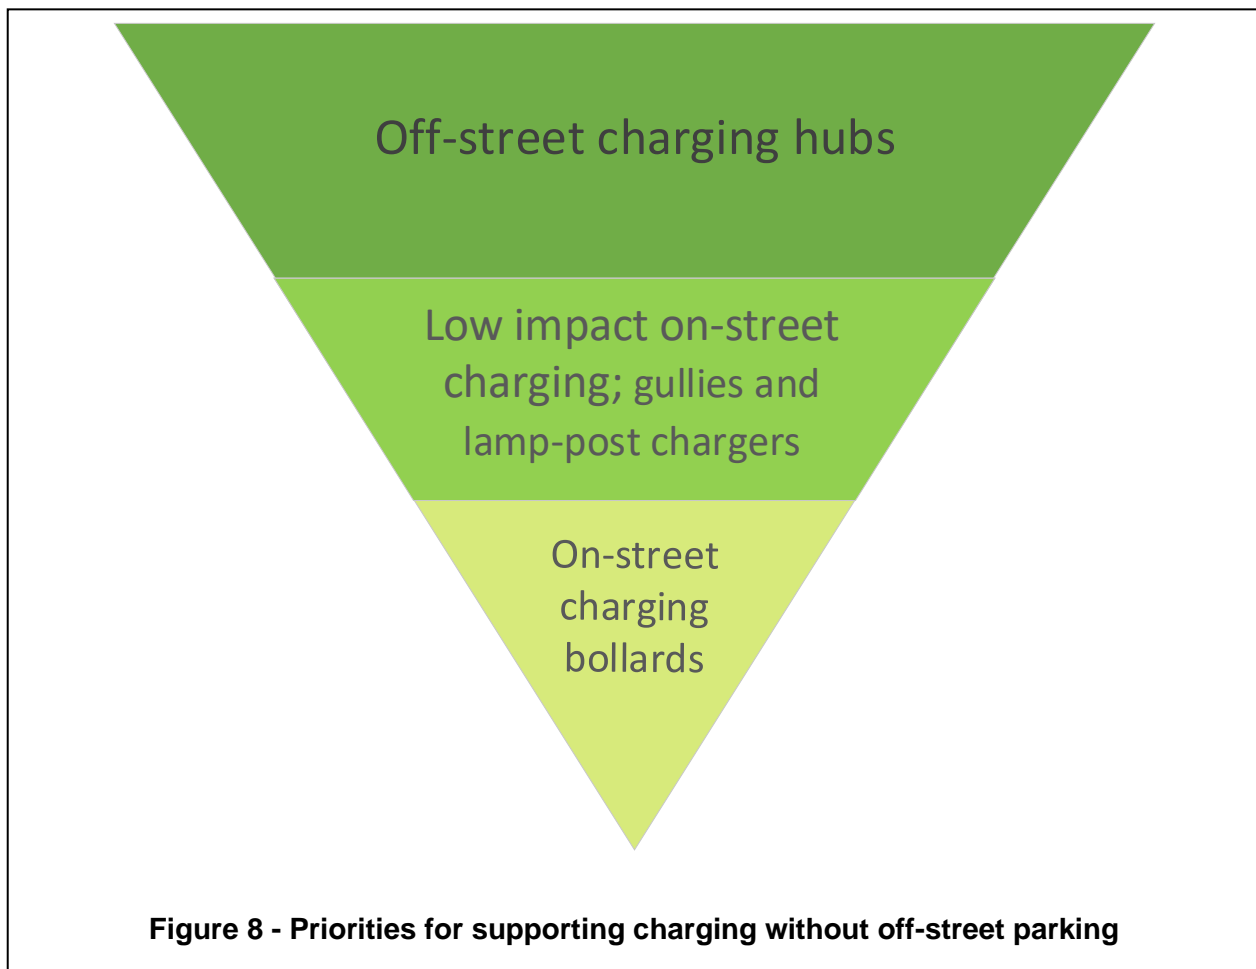 Off-street charging hubs
Low impact on-street
charging; gullies and
lamp-post chargers
On-street
charging
bollards
Figure 8 - Priorities for supporting charging without off-street parking